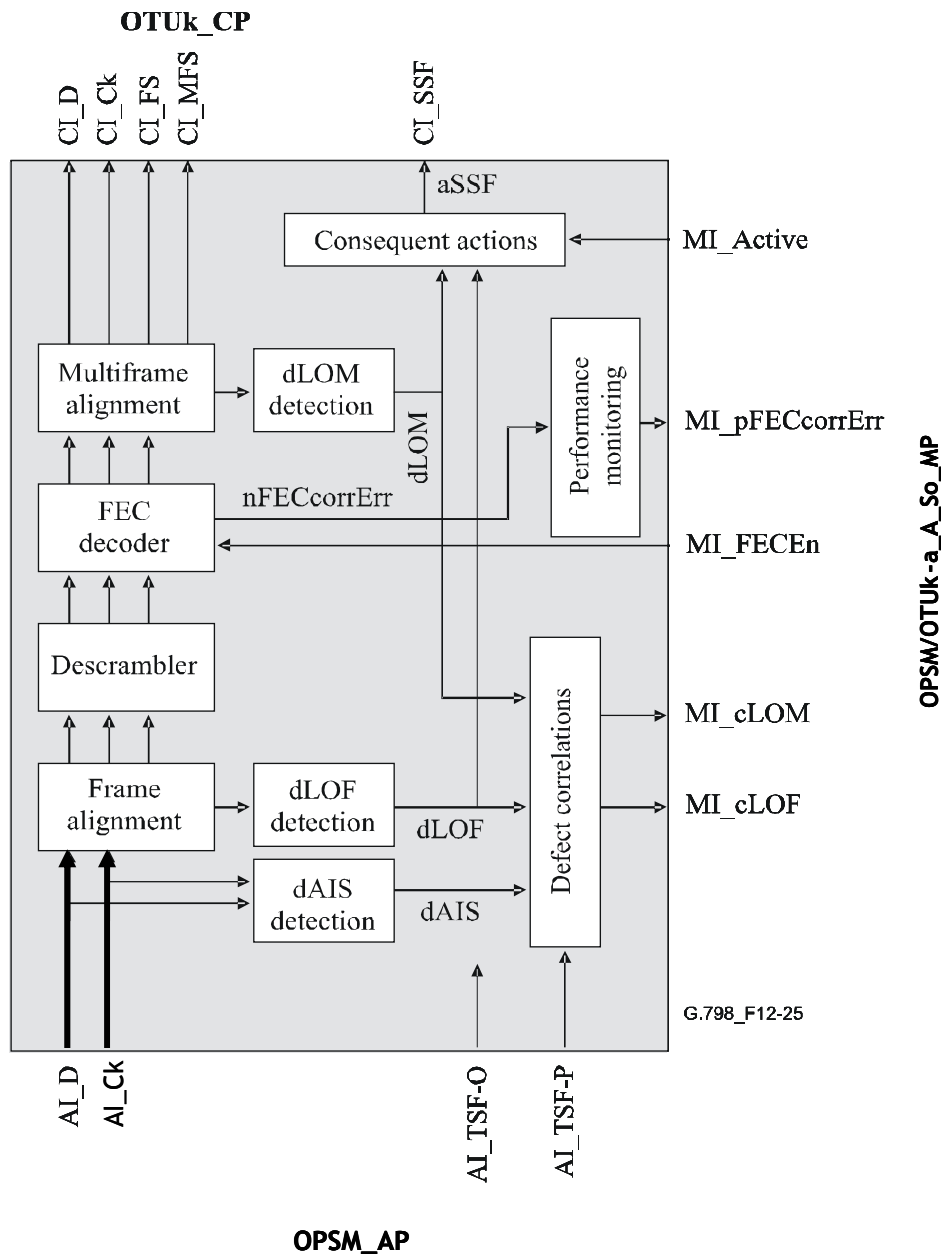 OTUk_CP
CI_D
CI_Ck
CI_FS
CI_MFS
CI_SSF
aSSF
Consequent actions
MI_Active
Multiframe
alignment
dLOM
detection
dLOM
Performance
monitoring
MI_pFECcorrErr
nFECcorrErr
FEC
decoder
MI_FECEn
OPSM/OTUk-a_A_So_MP
Descrambler
Defect correlations
MI_cLOM
Frame
alignment
dLOF
detection
dLOF
MI_cLOF
dAIS
detection
dAIS
G.798_F12-25
AI_D
AI_Ck
AI_TSF-O
AI_TSF-P
OPSM_AP